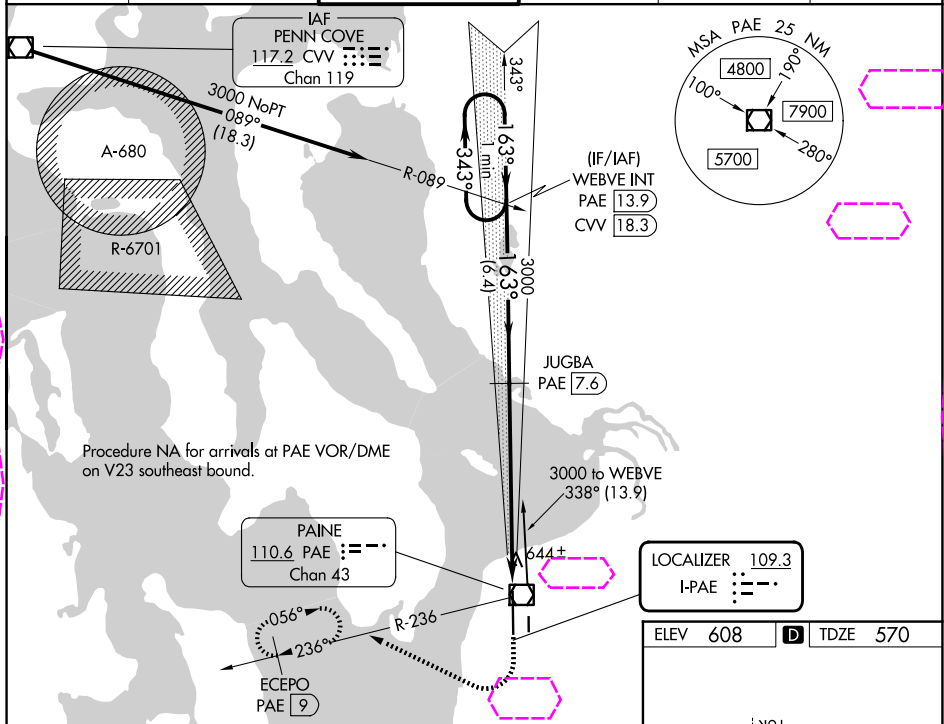 IAF
PENN COVE
117.2 CVV
Chan 119
3000 NoPT
089°
(18.3)
R-089
A-680
R-6701
343°
163°
343°
1 min
163°
3000
(6.4)
(IF/IAF)
WEBVE INT
PAE 13.9
CVV 18.3
MSA PAE 25 NM
4800
190°
100°
7900
5700
280°
JUGBA
PAE 7.6
Procedure NA for arrivals at PAE VOR/DME
on V23 southeast bound.
3000 to WEBVE
338° (13.9)
644±
PAINE
110.6 PAE
Chan 43
LOCALIZER 109.3
I-PAE
R-236
056°
236°
ECEPO
PAE 9
ELEV 608 D TDZE 570